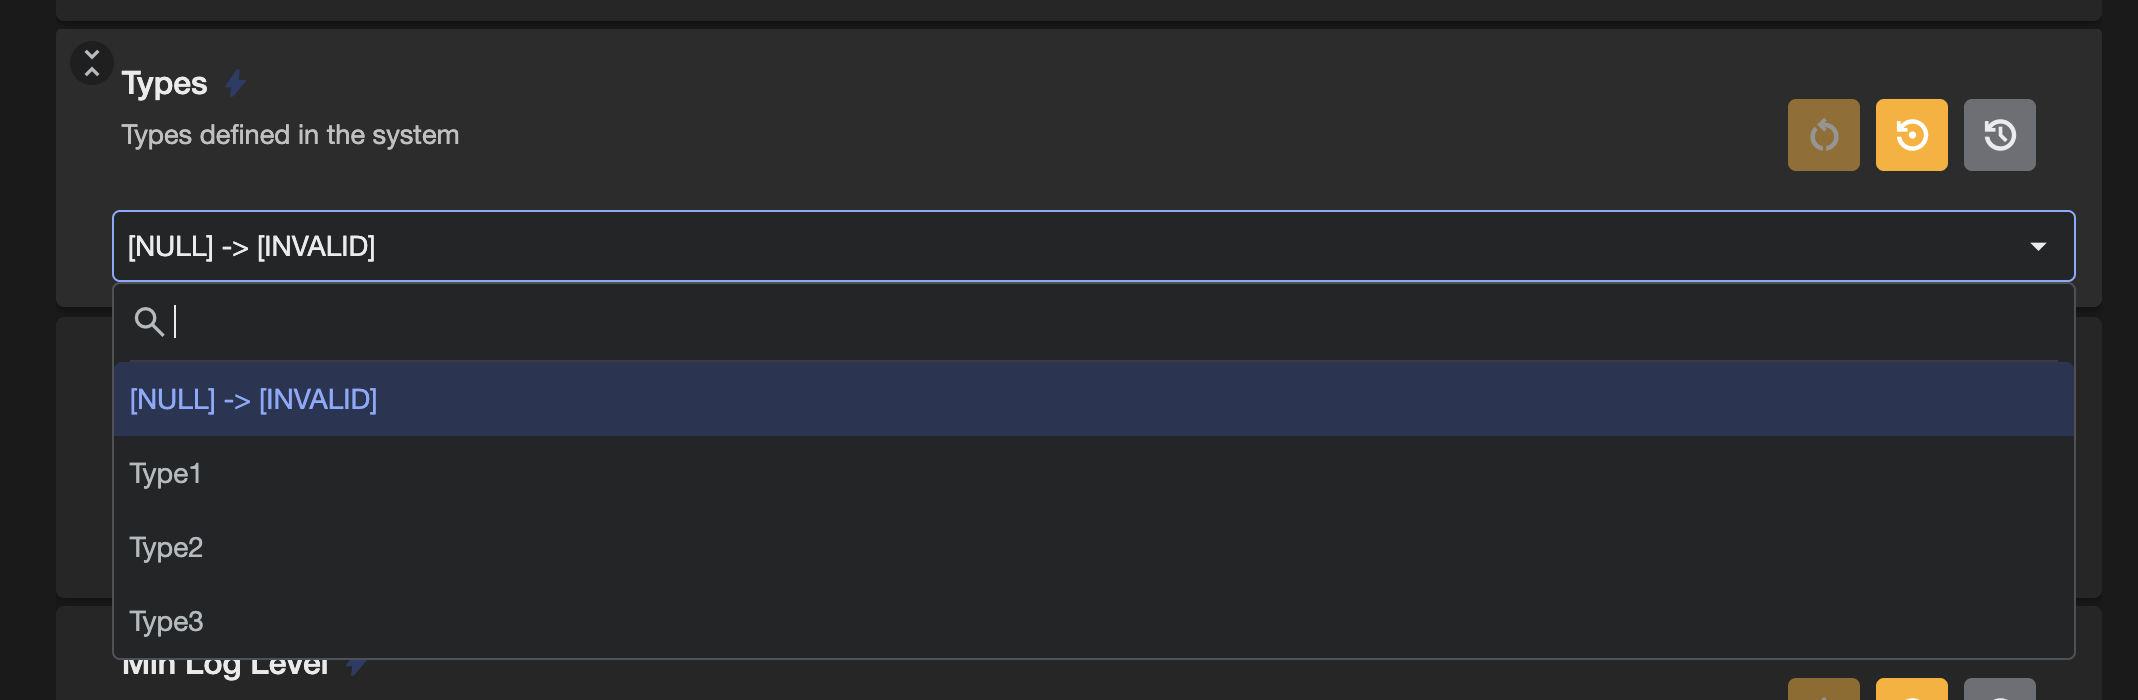 Types
Types defined in the system
[NULL] -> [INVALID]
[NULL] -> [INVALID]
Type1
Type2
Type3
Min Log Level